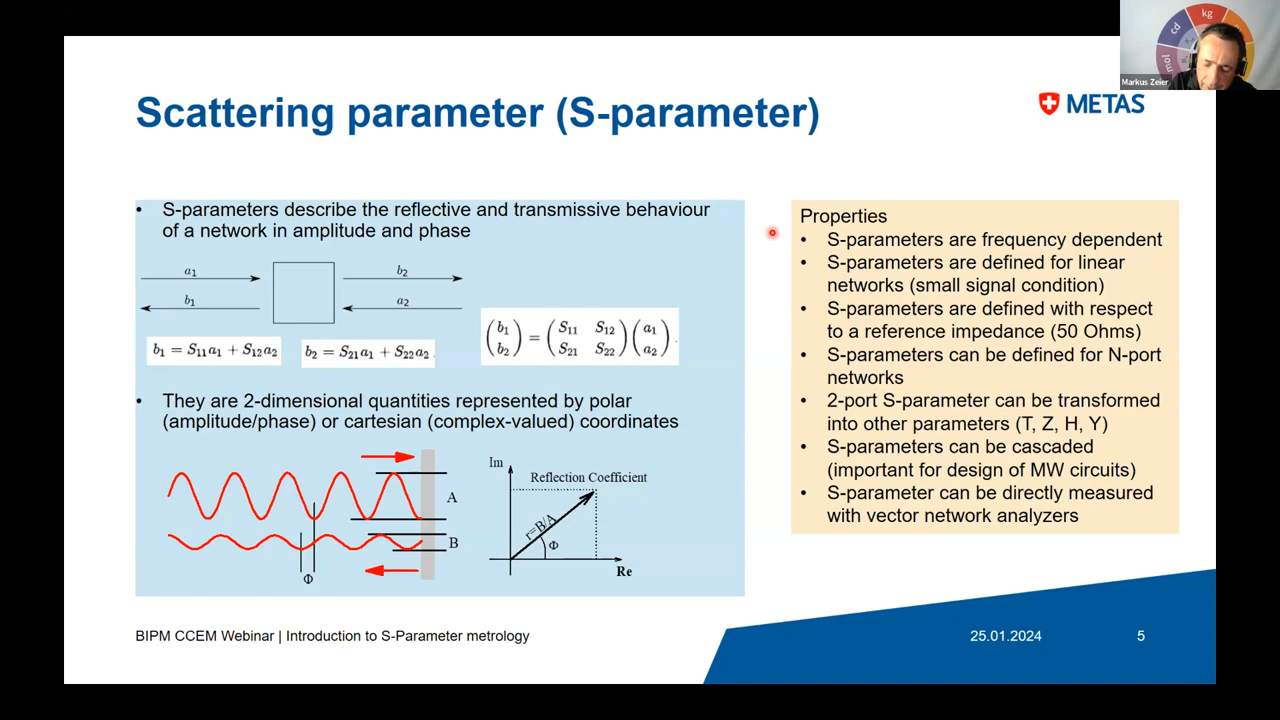 kg
cd
mol
Markus Zeier
METAS
Scattering parameter (S-parameter)
• S-parameters describe the reflective and transmissive behaviour
of a network in amplitude and phase
a1
b2
b1
a2
b1 = S11a1 + S12a2
b2 = S21a1 + S22a2 .
(b1 b2) = (S11 S12 S21 S22) (a1 a2) .
• They are 2-dimensional quantities represented by polar
(amplitude/phase) or cartesian (complex-valued) coordinates
A
B
Φ
Im
Reflection Coefficient
r=B/A
Φ
Re
Properties
• S-parameters are frequency dependent
• S-parameters are defined for linear
networks (small signal condition)
• S-parameters are defined with respect
to a reference impedance (50 Ohms)
• S-parameters can be defined for N-port
networks
• 2-port S-parameter can be transformed
into other parameters (T, Z, H, Y)
• S-parameters can be cascaded
(important for design of MW circuits)
• S-parameter can be directly measured
with vector network analyzers
BIPM CCEM Webinar | Introduction to S-Parameter metrology
25.01.2024
5